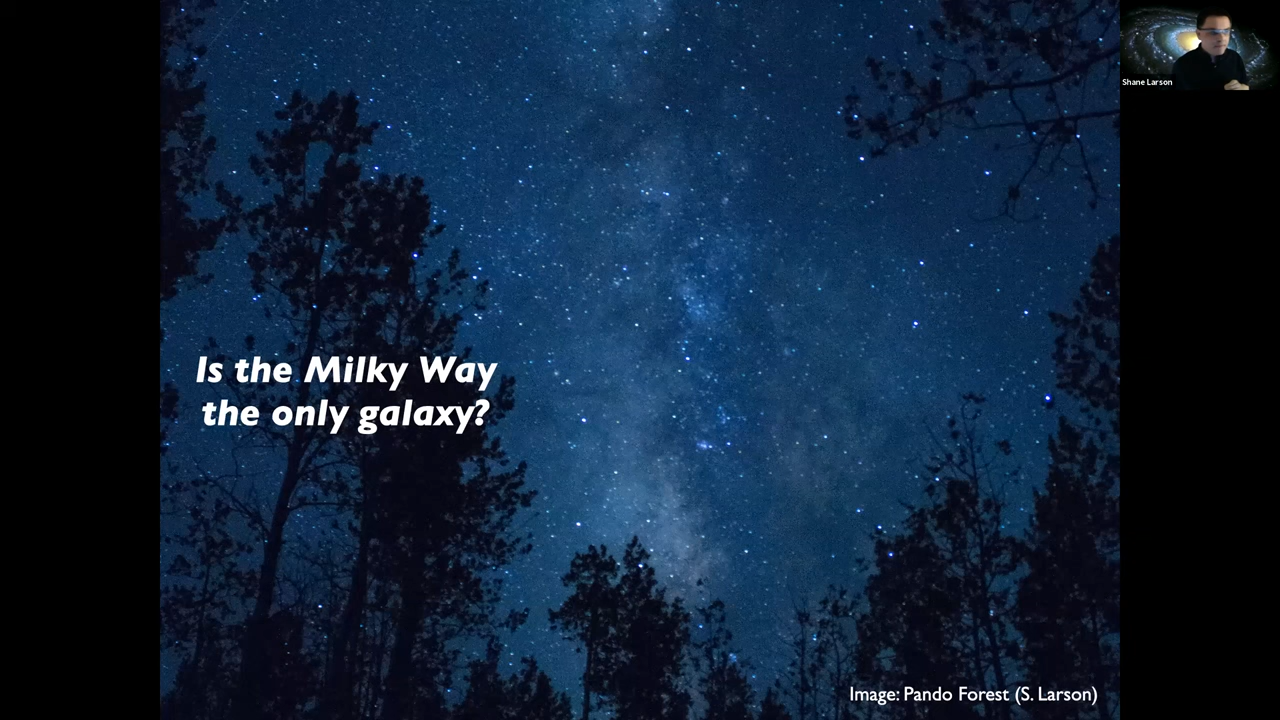 Shane Larson
Is the Milky Way
the only galaxy?
Image: Pando Forest (S. Larson)